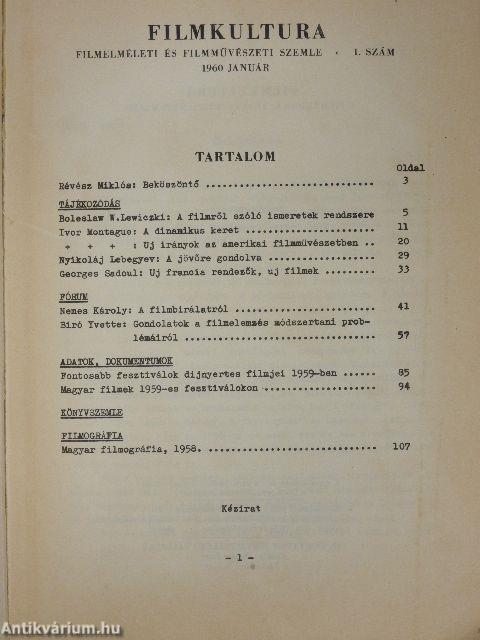 FILMKULTURA
FILMELMÉLETI ÉS FILMMŰVÉSZETI SZEMLE • 1. SZÁM
1960 JANUÁR
TARTALOM
Oldal
Révész Miklós: Beköszöntő ............................. 3
TÁJÉKOZÓDÁS
Boleslaw W.Lewiczki: A filmről szóló ismeretek rendszere 5
Ivor Montague: A dinamikus keret ...................... 11
+ + + : Uj irányok az amerikai filmművészetben .. 20
Nyikoláj Lebegyev: A jövőre gondolva .................. 29
Georges Sadoul: Uj francia rendezők, uj filmek ........ 33
FÓRUM
Nemes Károly: A filmbirálatról ........................ 41
Biró Yvette: Gondolatok a filmelemzés módszertani prob-
lémáiról ................................. 57
ADATOK, DOKUMENTUMOK
Fontosabb fesztiválok dijnyertes filmjei 1959-ben ...... 85
Magyar filmek 1959-es fesztiválokon .................... 94
KÖNYVSZEMLE
FILMOGRÁFIA
Magyar filmográfia, 1958. .............................. 107
Kézirat
- 1 -
Antikvárium.hu